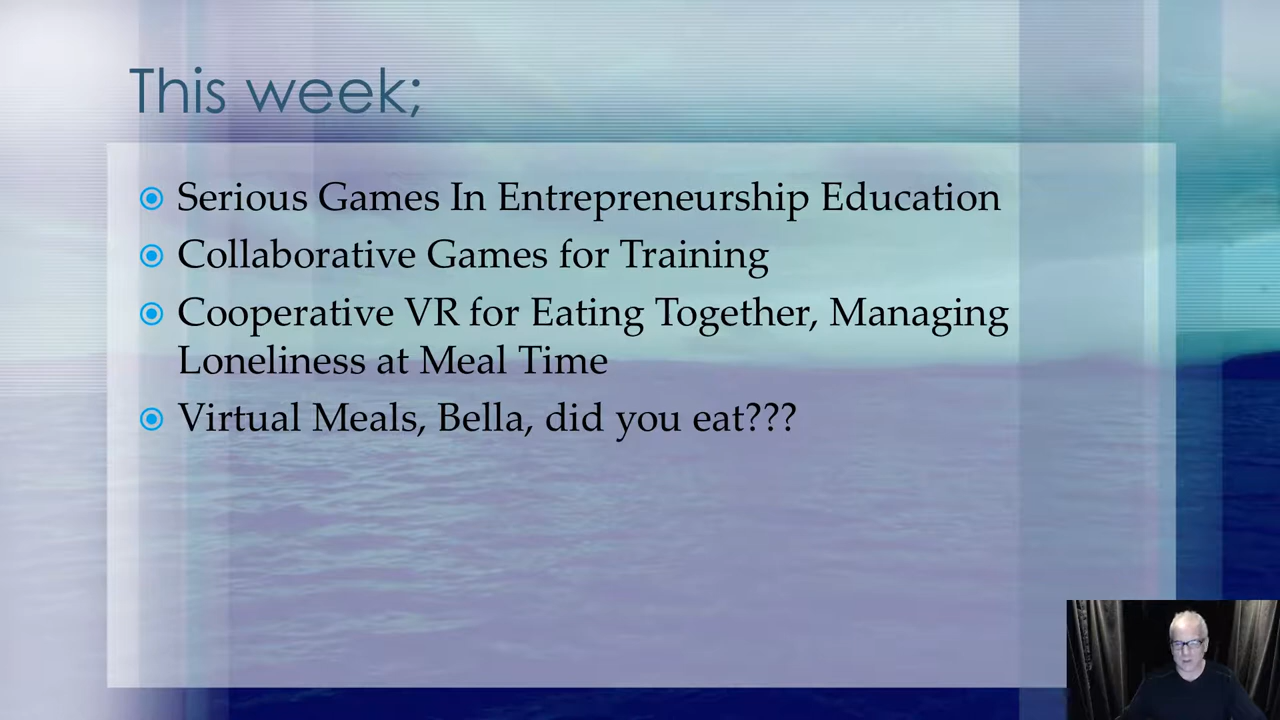 This week;
Serious Games In Entrepreneurship Education
Collaborative Games for Training
Cooperative VR for Eating Together, Managing
Loneliness at Meal Time
Virtual Meals, Bella, did you eat???